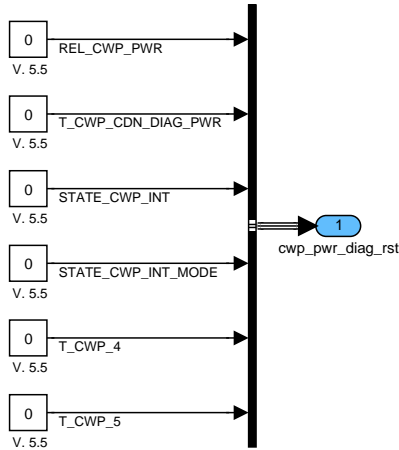 0
REL_CWP_PWR
V. 5.5
0
T_CWP_CDN_DIAG_PWR
V. 5.5
0
STATE_CWP_INT
V. 5.5
1
cwp_pwr_diag_rst
0
STATE_CWP_INT_MODE
V. 5.5
0
T_CWP_4
V. 5.5
0
T_CWP_5
V. 5.5